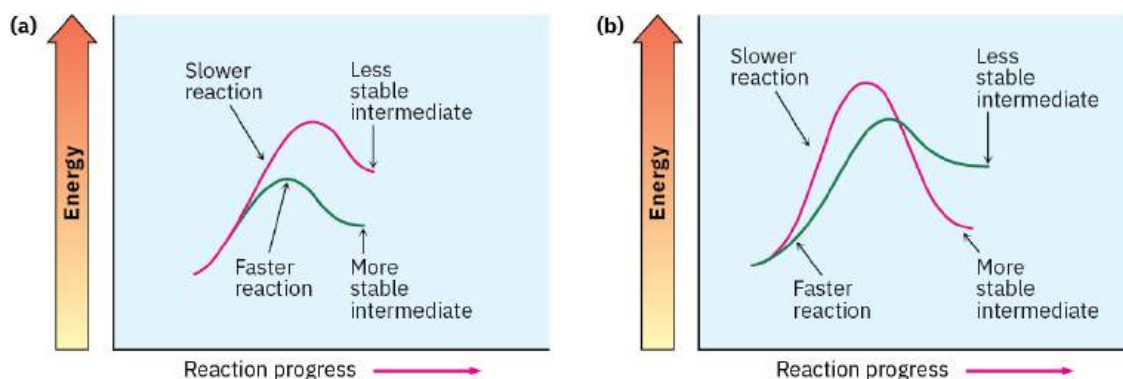 (a)
Energy
Slower
reaction
Less
stable
intermediate
Faster
reaction
More
stable
intermediate
Reaction progress
(b)
Energy
Slower
reaction
Less
stable
intermediate
Faster
reaction
More
stable
intermediate
Reaction progress